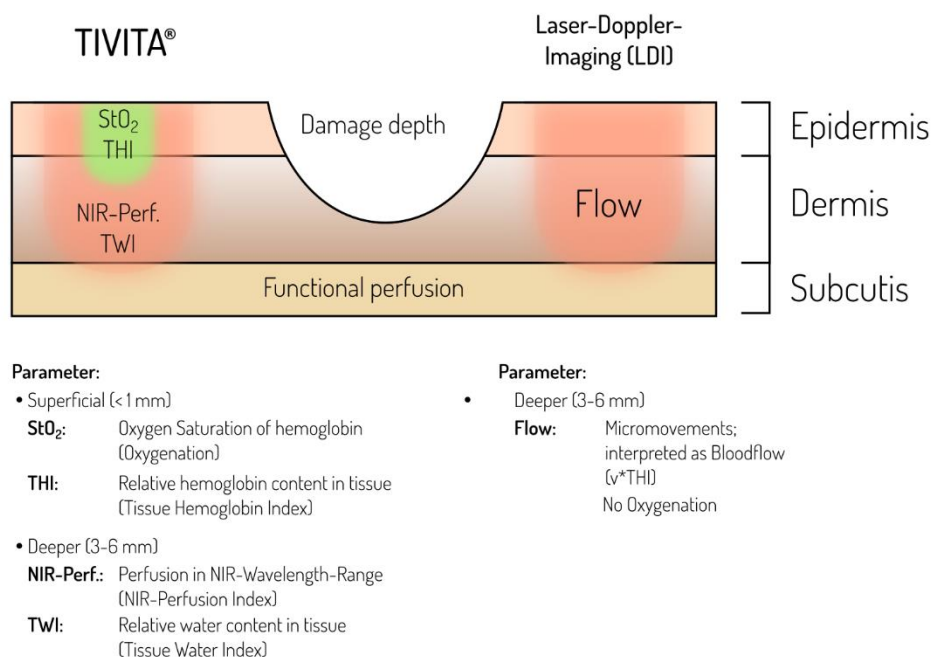 TIVITA®
Laser-Doppler-
Imaging (LDI)
StO₂
THI
NIR-Perf.
TWI
Damage depth
Flow
Functional perfusion
Epidermis
Dermis
Subcutis
Parameter:
• Superficial (< 1 mm)
StO₂: Oxygen Saturation of hemoglobin
(Oxygenation)
THI: Relative hemoglobin content in tissue
(Tissue Hemoglobin Index)
• Deeper (3-6 mm)
NIR-Perf.: Perfusion in NIR-Wavelength-Range
(NIR-Perfusion Index)
TWI: Relative water content in tissue
(Tissue Water Index)
Parameter:
• Deeper (3-6 mm)
Flow: Micromovements;
interpreted as Bloodflow
(v*THI)
No Oxygenation